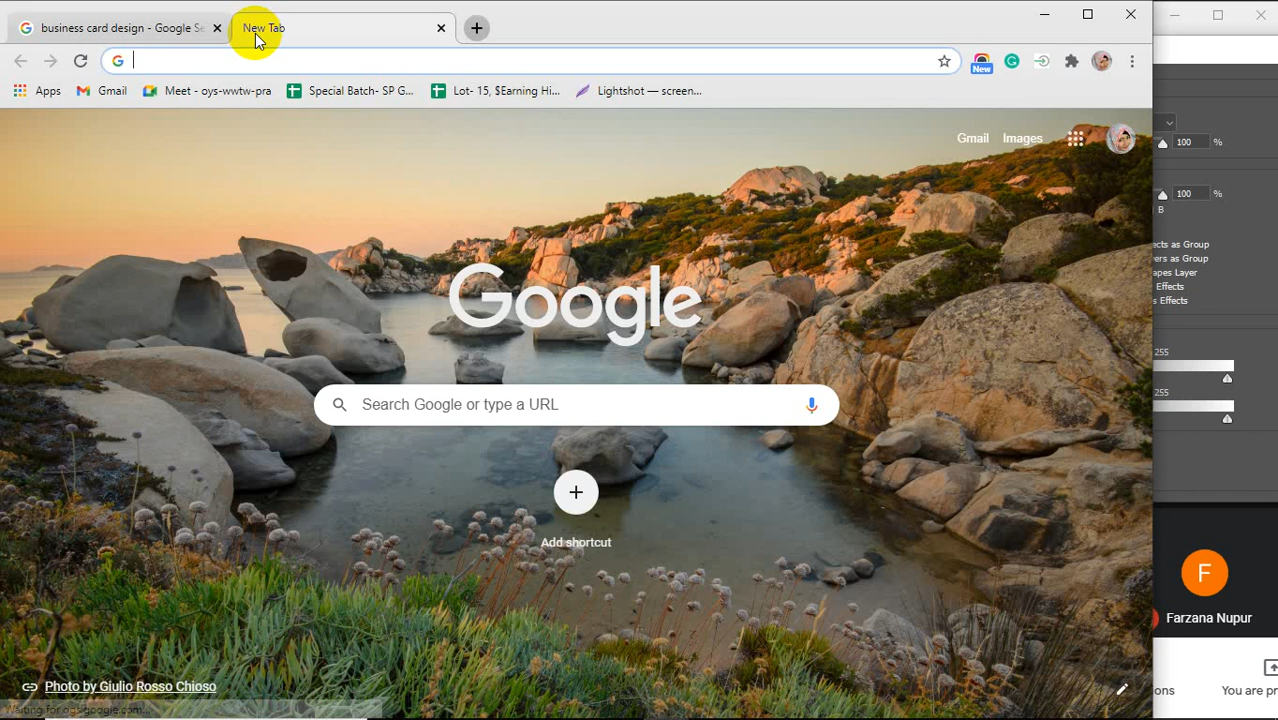 business card design - Google Se
New Tab
New
Apps
Gmail
Meet - oys-wwtw-pra
Special Batch- SP G...
Lot- 15, $Earning Hi...
Lightshot — screen...
Gmail
Images
100 %
100 %
B
ects as Group
ers as Group
apes Layer
Effects
s Effects
255
255
Google
Search Google or type a URL
Add shortcut
F
Farzana Nupur
Photo by Giulio Rosso Chioso
ons
You are pr